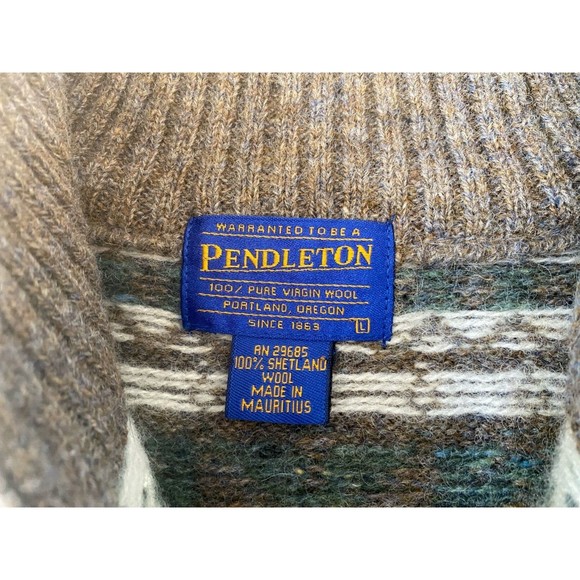 WARRANTED TO BE A
PENDLETON
100% PURE VIRGIN WOOL
PORTLAND, OREGON
SINCE 1863 L
RN 29685
100% SHETLAND
WOOL
MADE IN
MAURITIUS